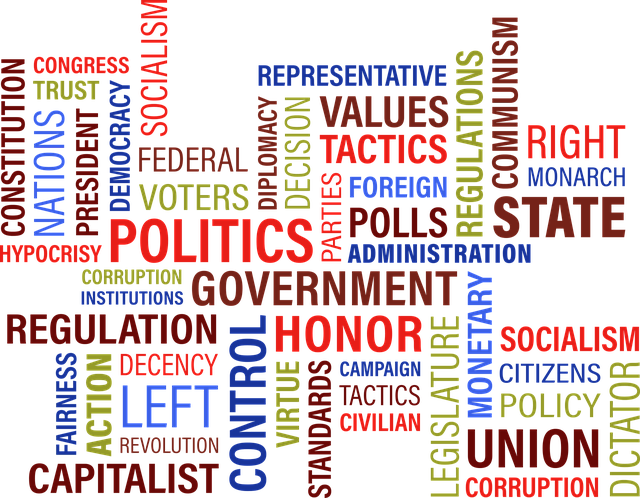 CONSTITUTION
CONGRESS
TRUST
NATIONS
PRESIDENT
DEMOCRACY
SOCIALISM
FEDERAL
VOTERS
HYPOCRISY
POLITICS
DIPLOMACY
DECISION
REPRESENTATIVE
VALUES
TACTICS
PARTIES
FOREIGN
POLLS
ADMINISTRATION
REGULATIONS
COMMUNISM
RIGHT
MONARCH
STATE
CORRUPTION
INSTITUTIONS
GOVERNMENT
REGULATION
CONTROL
HONOR
FAIRNESS
ACTION
DECENCY
LEFT
REVOLUTION
CAPITALIST
VIRTUE
STANDARDS
CAMPAIGN
TACTICS
CIVILIAN
LEGISLATURE
MONETARY
SOCIALISM
CITIZENS
POLICY
UNION
CORRUPTION
DICTATOR